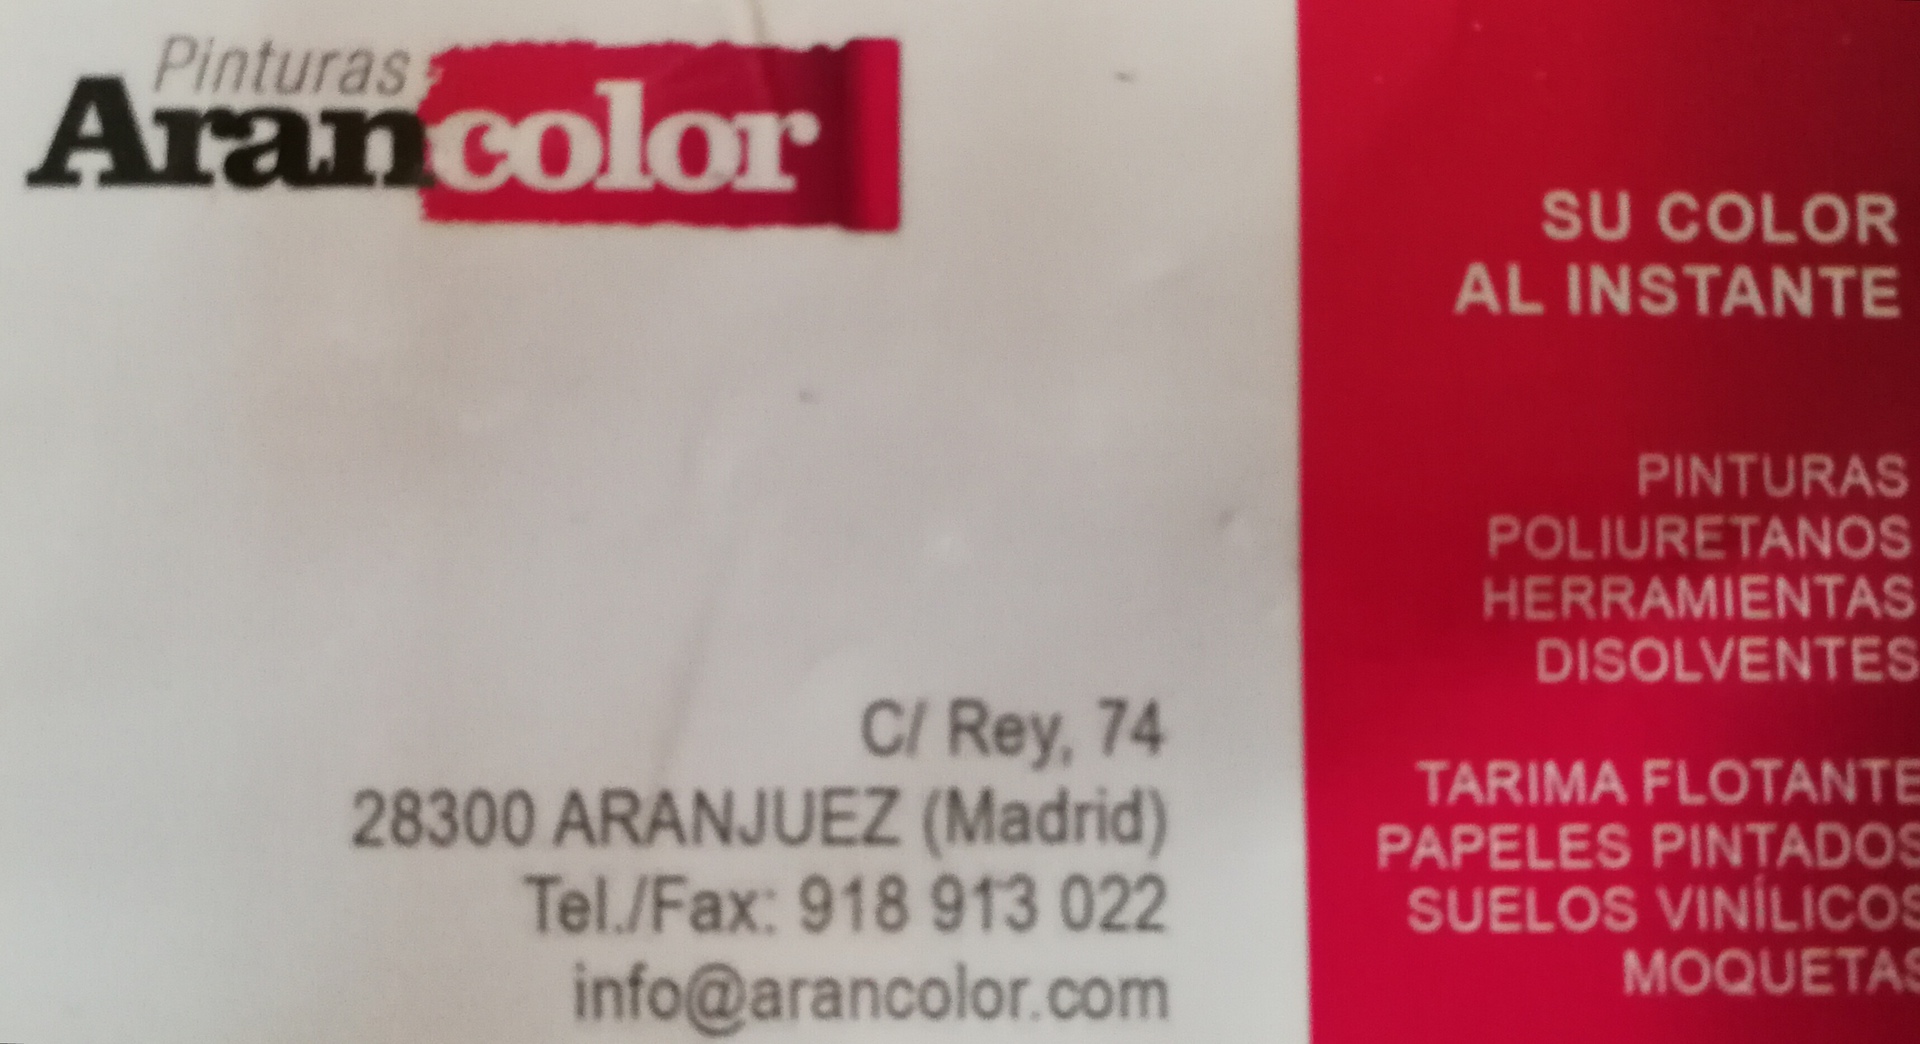 Pinturas
Arancolor
C/ Rey, 74
28300 ARANJUEZ (Madrid)
Tel./Fax: 918 913 022
info@arancolor.com
SU COLOR
AL INSTANTE
PINTURAS
POLIURETANOS
HERRAMIENTAS
DISOLVENTES
TARIMA FLOTANTE
PAPELES PINTADOS
SUELOS VINÍLICOS
MOQUETAS